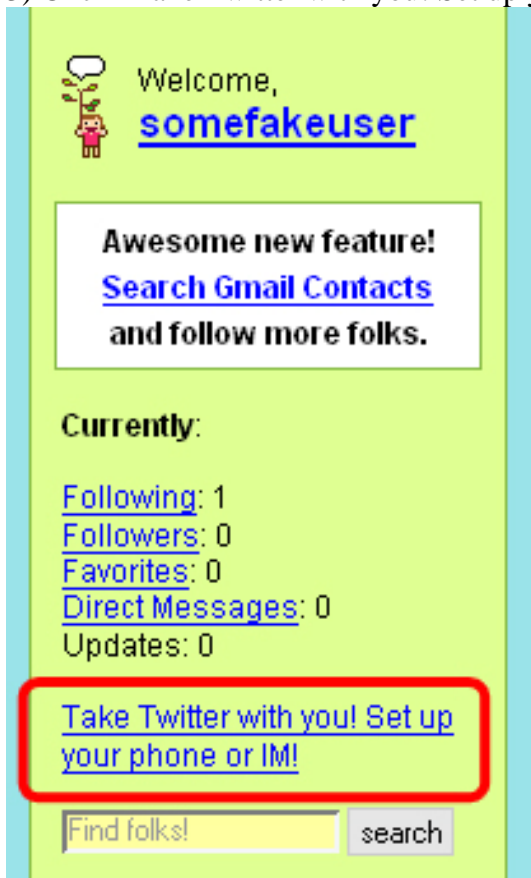 Welcome,
somefakeuser
Awesome new feature!
Search Gmail Contacts
and follow more folks.
Currently:
Following: 1
Followers: 0
Favorites: 0
Direct Messages: 0
Updates: 0
Take Twitter with you! Set up
your phone or IM!
Find folks! search